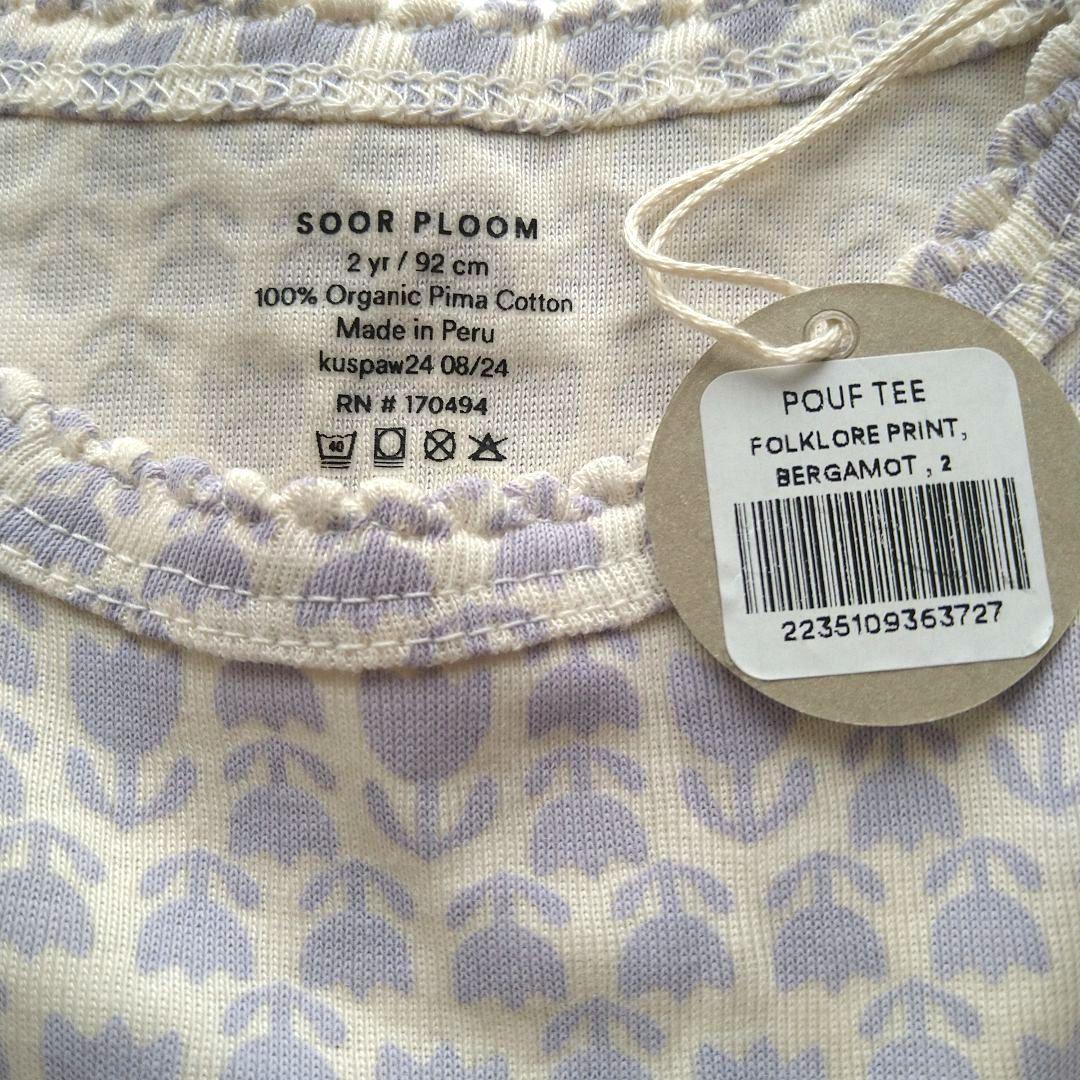 SOOR PLOOM
2 yr / 92 cm
100% Organic Pima Cotton
Made in Peru
kuspaw24 08/24
RN # 170494
40
POUF TEE
FOLKLORE PRINT,
BERGAMOT , 2
2235109363727